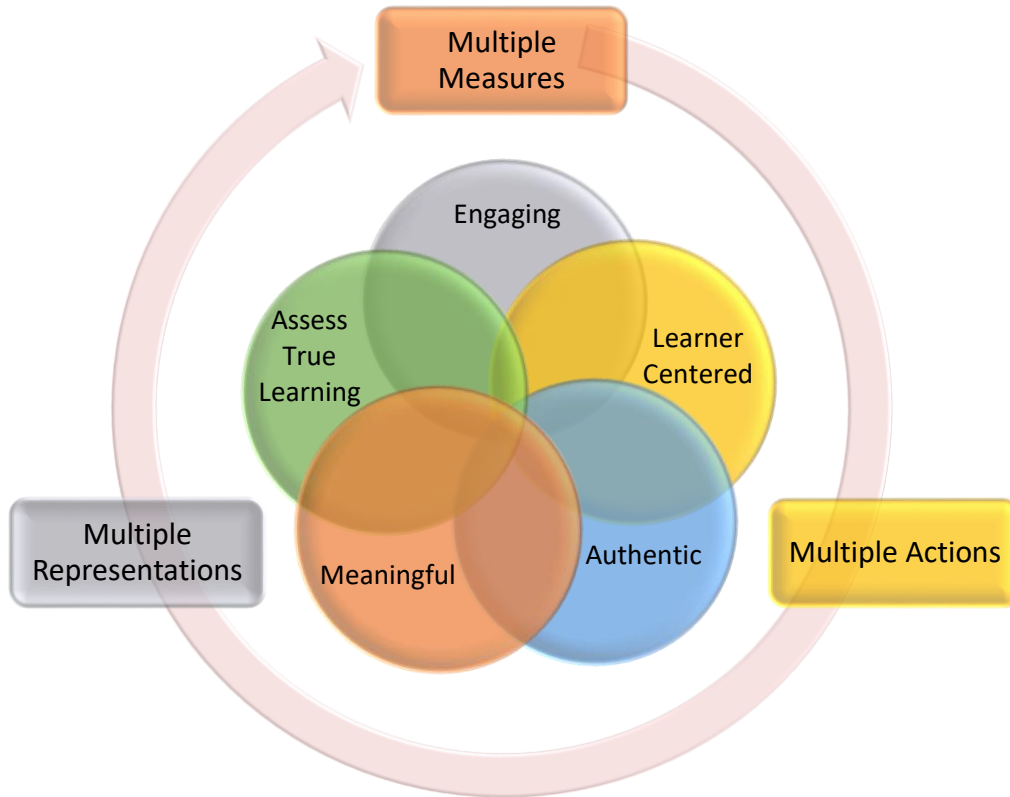 Multiple
Measures
Engaging
Assess
True
Learning
Learner
Centered
Multiple
Representations
Meaningful
Authentic
Multiple Actions